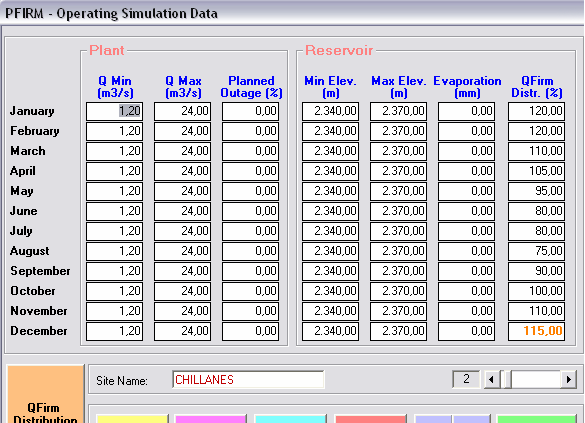 PFIRM - Operating Simulation Data
Plant Reservoir
Q Min Q Max Planned Min Elev. Max Elev. Evaporation QFirm
(m3/s) (m3/s) Outage (%) (m) (m) (mm) Distr. (%)
January 1,20 24,00 0,00 2.340,00 2.370,00 0,00 120,00
February 1,20 24,00 0,00 2.340,00 2.370,00 0,00 120,00
March 1,20 24,00 0,00 2.340,00 2.370,00 0,00 110,00
April 1,20 24,00 0,00 2.340,00 2.370,00 0,00 105,00
May 1,20 24,00 0,00 2.340,00 2.370,00 0,00 95,00
June 1,20 24,00 0,00 2.340,00 2.370,00 0,00 80,00
July 1,20 24,00 0,00 2.340,00 2.370,00 0,00 80,00
August 1,20 24,00 0,00 2.340,00 2.370,00 0,00 75,00
September 1,20 24,00 0,00 2.340,00 2.370,00 0,00 90,00
October 1,20 24,00 0,00 2.340,00 2.370,00 0,00 100,00
November 1,20 24,00 0,00 2.340,00 2.370,00 0,00 110,00
December 1,20 24,00 0,00 2.340,00 2.370,00 0,00 115,00
Site Name: CHILLANES 2
QFirm
Distribution